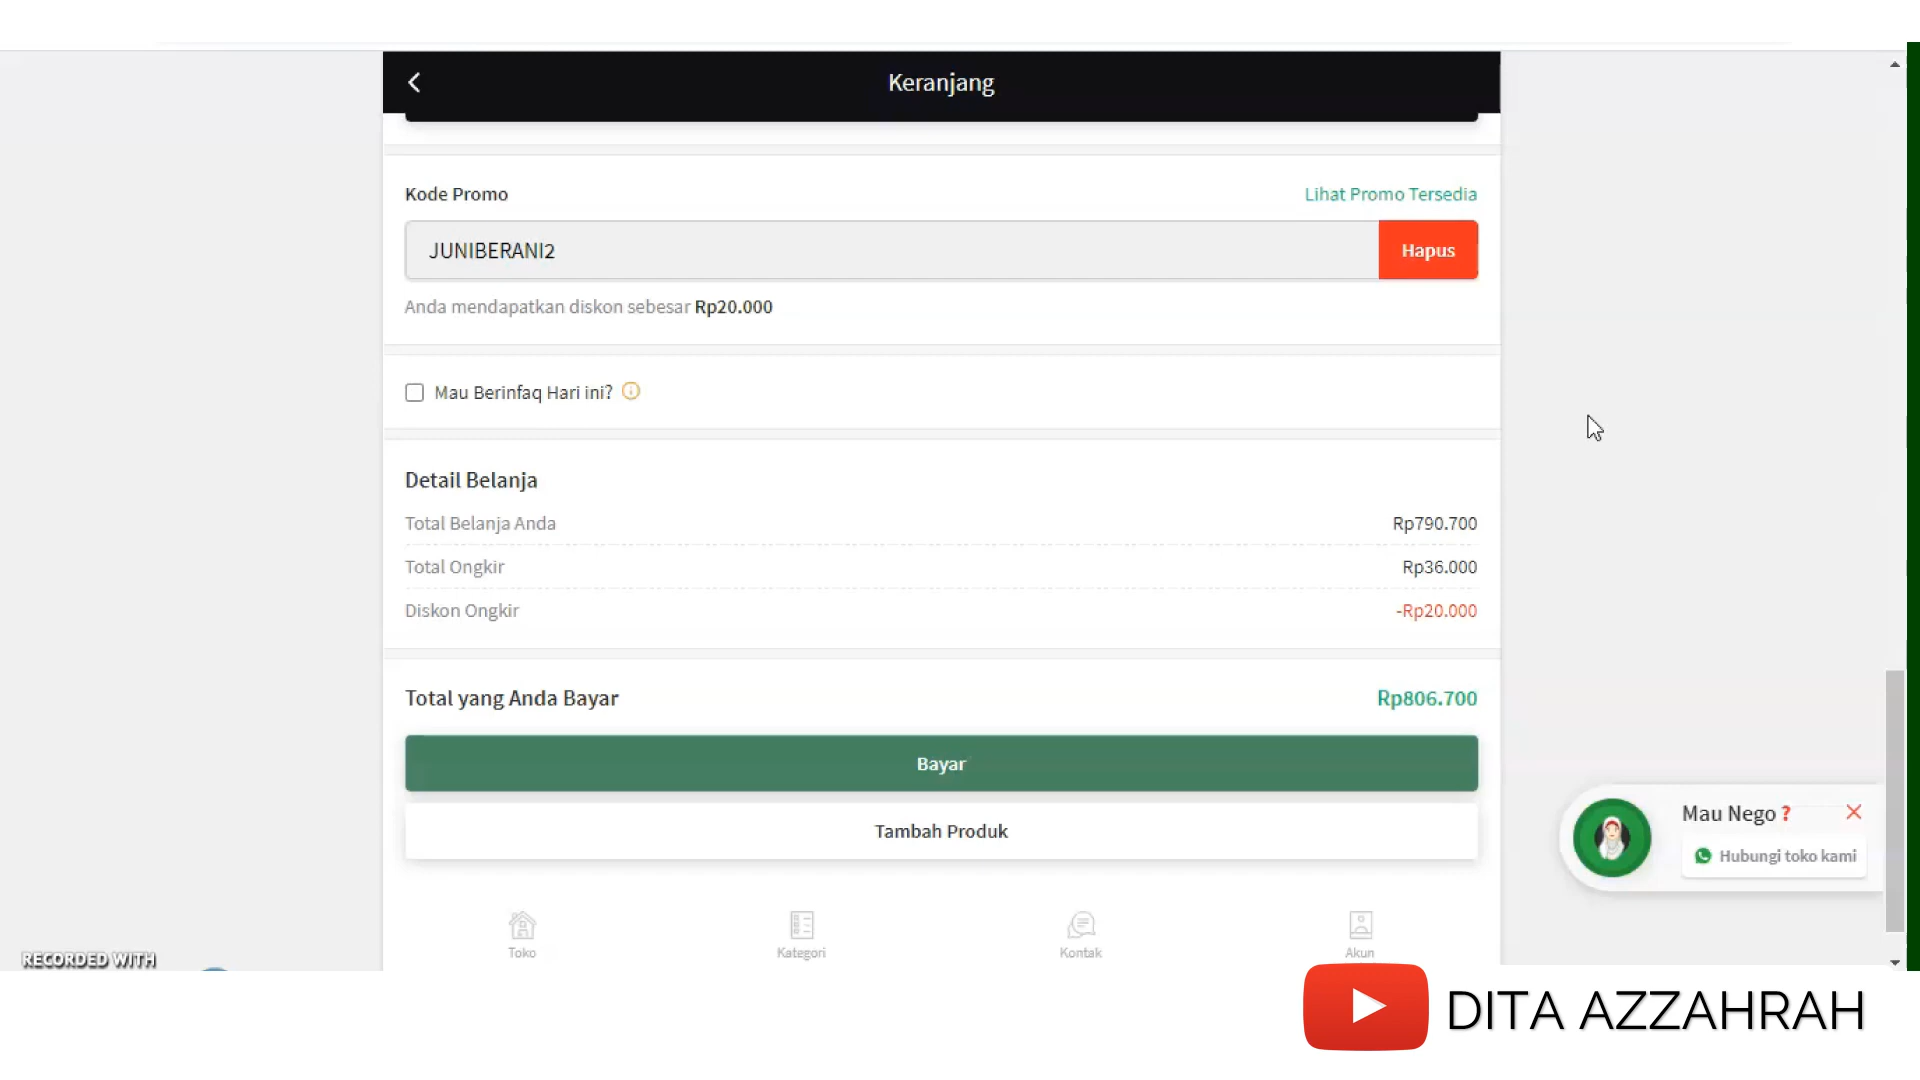 Keranjang
Kode Promo
Lihat Promo Tersedia
JUNIBERANI2
Hapus
Anda mendapatkan diskon sebesar Rp20.000
Mau Berinfaq Hari ini?
Detail Belanja
Total Belanja Anda
Rp790.700
Total Ongkir
Rp36.000
Diskon Ongkir
-Rp20.000
Total yang Anda Bayar
Rp806.700
Bayar
Tambah Produk
Mau Nego ?
Hubungi toko kami
Toko
Kategori
Kontak
Akun
RECORDED WITH
DITA AZZAHRAH